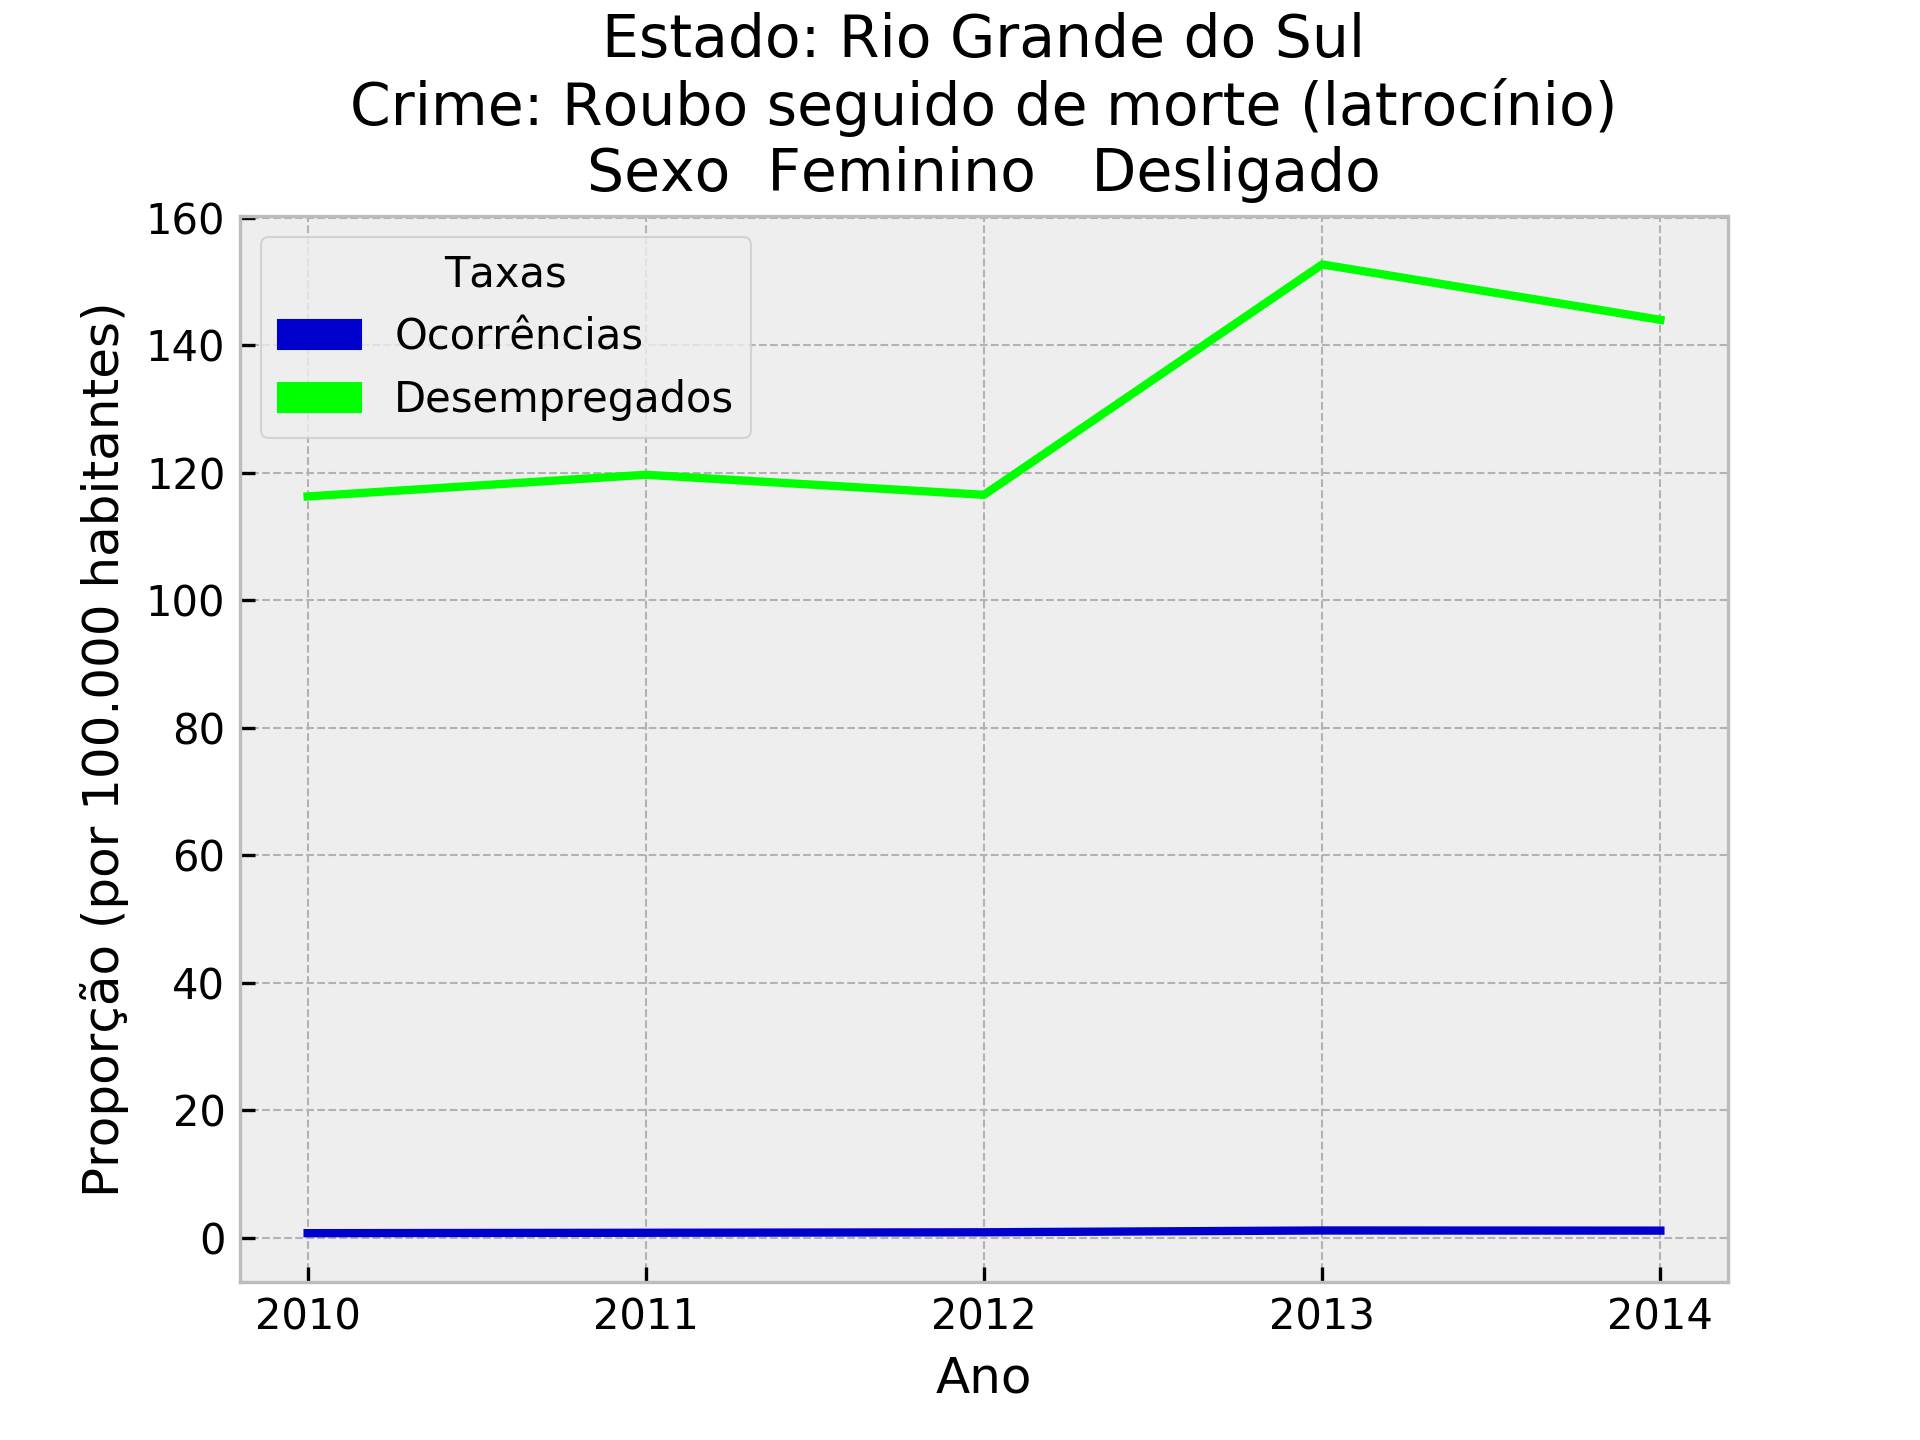 Estado: Rio Grande do Sul
Crime: Roubo seguido de morte (latrocínio)
Sexo  Feminino   Desligado
Taxas
Ocorrências
Desempregados
Proporção (por 100.000 habitantes)
160
140
120
100
80
60
40
20
0
2010
2011
2012
2013
2014
Ano